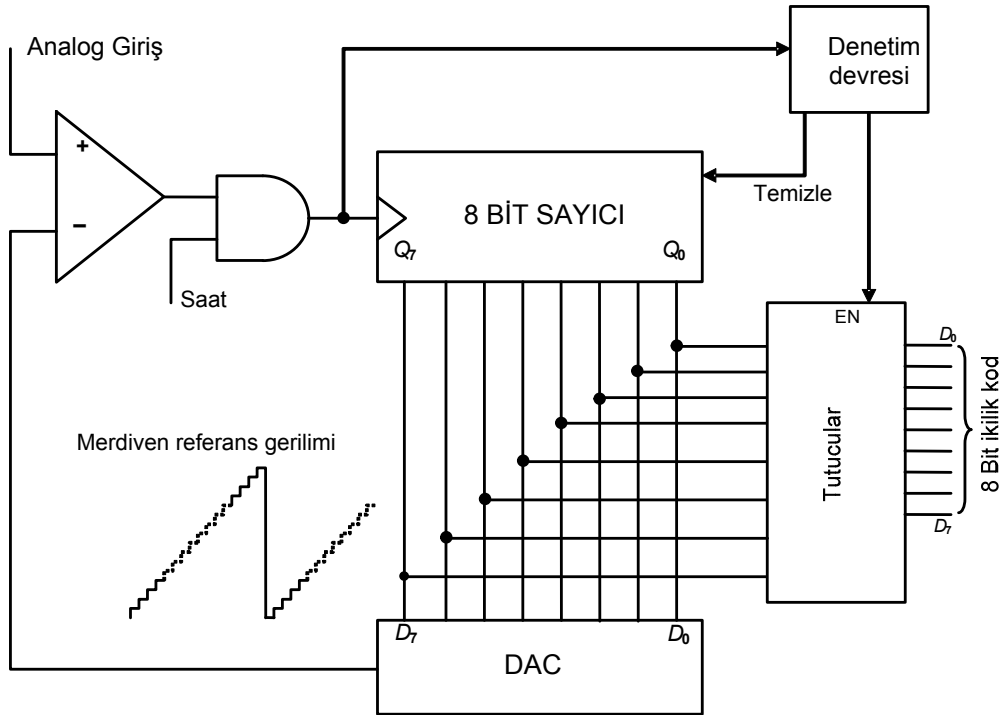 Analog Giriş
Denetim
devresi
+
−
Temizle
8 BİT SAYICI
Q7
Q0
Saat
EN
D0
Tutucular
8 Bit ikilik kod
D7
Merdiven referans gerilimi
D7
D0
DAC